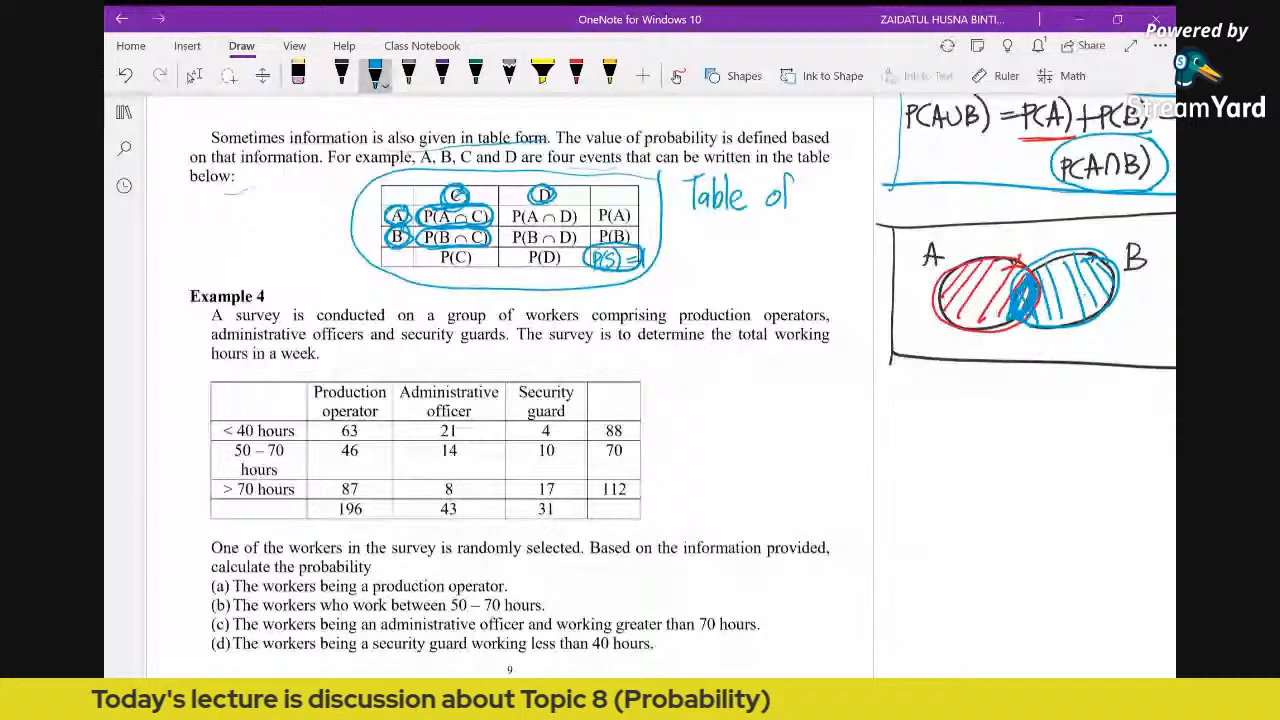 OneNote for Windows 10
ZAIDATUL HUSNA BINTI...
Powered by
StreamYard
Home Insert Draw View Help Class Notebook Share
Shapes Ink to Shape Ink to Text Ruler Math
Sometimes information is also given in table form. The value of probability is defined based
on that information. For example, A, B, C and D are four events that can be written in the table
below:
C D
A P(A ∩ C) P(A ∩ D) P(A)
B P(B ∩ C) P(B ∩ D) P(B)
P(C) P(D) P(S) = 1
Table of
P(A∪B) = P(A) + P(B) –
P(A∩B)
A B
Example 4
A survey is conducted on a group of workers comprising production operators,
administrative officers and security guards. The survey is to determine the total working
hours in a week.
Production Administrative Security
operator officer guard
< 40 hours 63 21 4 88
50 – 70 46 14 10 70
hours
> 70 hours 87 8 17 112
196 43 31
One of the workers in the survey is randomly selected. Based on the information provided,
calculate the probability
(a) The workers being a production operator.
(b) The workers who work between 50 – 70 hours.
(c) The workers being an administrative officer and working greater than 70 hours.
(d) The workers being a security guard working less than 40 hours.
9
Today's lecture is discussion about Topic 8 (Probability)